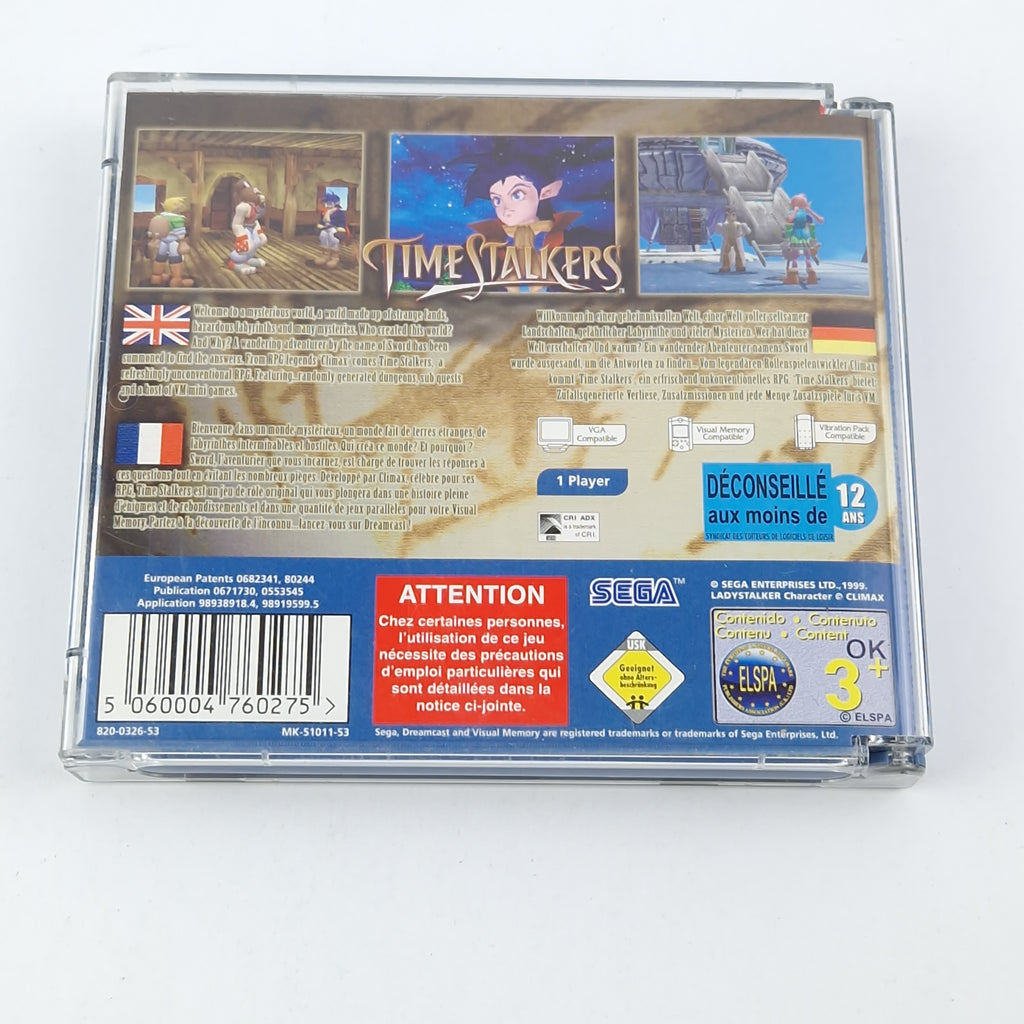 TIME STALKERS™
Welcome to a mysterious world, a world made up of strange lands,
hazardous labyrinths and many mysteries. Who created this world?
And Why? A wandering adventurer by the name of Sword has been
summoned to find the answers. From RPG legends 'Climax' comes Time Stalkers, a
refreshingly unconventional RPG. Featuring, randomly generated dungeons, sub quests
and a host of VM mini games.
Bienvenue dans un monde mystérieux, un monde fait de terres étranges, de
labyrinthes interminables et hostiles. Qui créa ce monde? Et pourquoi ?
Sword, l'aventurier que vous incarnez, est chargé de trouver les réponses à
ces questions tout en évitant les nombreux pièges. Développé par Climax, célèbre pour ses
RPG, Time Stalkers est un jeu de rôle original qui vous plongera dans une histoire pleine
d'énigmes et de rebondissements et dans une quantité de jeux parallèles pour votre Visual
Memory. Partez à la découverte de l'inconnu...lancez vous sur Dreamcast!
Willkommen in einer geheimnisvollen Welt, einer Welt voller seltsamer
Landschaften, gefährlicher Labyrinthe und vieler Mysterien. Wer hat diese
Welt erschaffen? Und warum? Ein wandernder Abenteurer namens Sword
wurde ausgesandt, um die Antworten zu finden... Vom legendären Rollenspielentwickler Climax
kommt 'Time Stalkers', ein erfrischend unkonventionelles RPG. 'Time Stalkers' bietet:
Zufallsgenerierte Verliese, Zusatzmissionen und jede Menge Zusatzspiele für's VM
VGA
Compatible
Visual Memory
Compatible
Vibration Pack
Compatible
1 Player
CRI ADX
is a trademark
of CRI.
DÉCONSEILLÉ
aux moins de
12
ANS
SYNDICAT DES EDITEURS DE LOGICIELS DE LOISIR
European Patents 0682341, 80244
Publication 0671730, 0553545
Application 98938918.4, 98919599.5
5 060004 760275 >
820-0326-53
MK-51011-53
ATTENTION
Chez certaines personnes,
l'utilisation de ce jeu
nécessite des précautions
d'emploi particulières qui
sont détaillées dans la
notice ci-jointe.
SEGA™
© SEGA ENTERPRISES LTD., 1999.
LADYSTALKER Character © CLIMAX
USK
Geeignet
ohne Alters-
beschränkung
Contenido • Contenuto
Contenu • Content
ELSPA
OK
3+
© ELSPA
Sega, Dreamcast and Visual Memory are registered trademarks or trademarks of Sega Enterprises, Ltd.